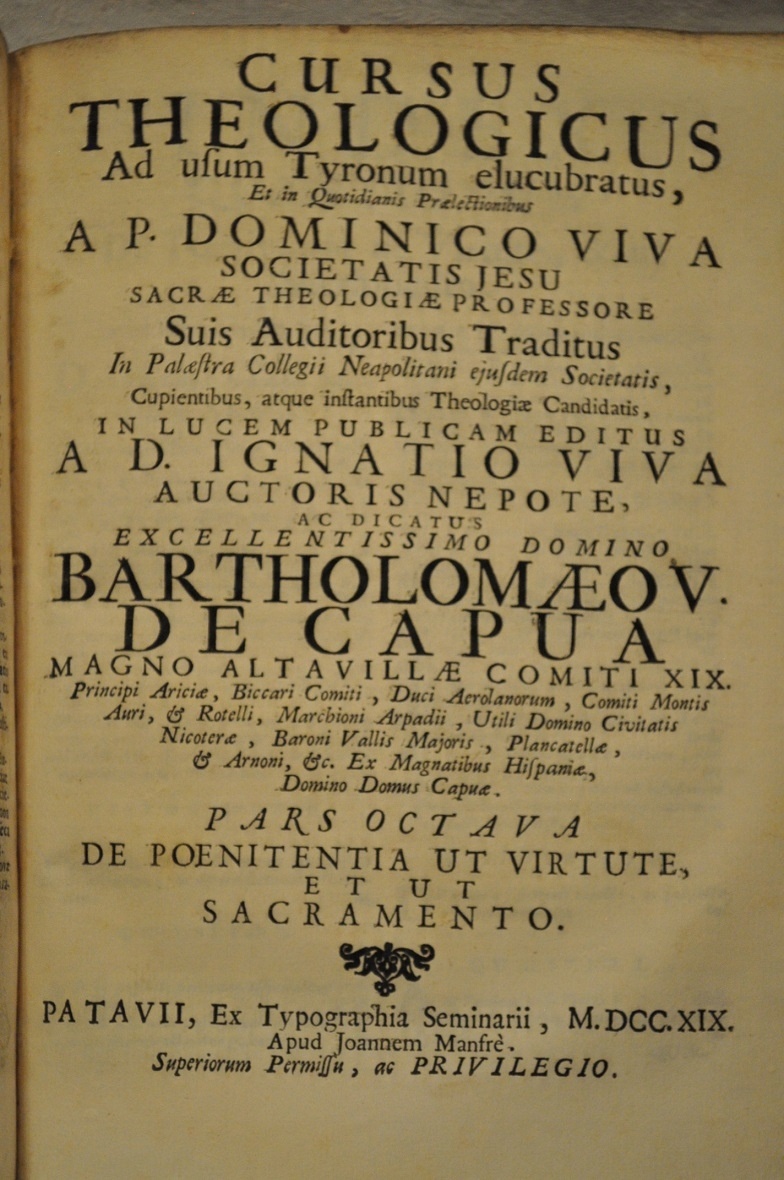 CURSUS
THEOLOGICUS
Ad uſum Tyronum elucubratus,
Et in Quotidianis Prælectionibus
A P. DOMINICO VIVA
SOCIETATIS JESU
SACRÆ THEOLOGIÆ PROFESSORE
Suis Auditoribus Traditus
In Palæſtra Collegii Neapolitani ejuſdem Societatis,
Cupientibus, atque inſtantibus Theologiæ Candidatis,
IN LUCEM PUBLICAM EDITUS
A D. IGNATIO VIVA
AUCTORIS NEPOTE,
AC DICATUS
EXCELLENTISSIMO DOMINO
BARTHOLOMÆO V.
DE CAPUA
MAGNO ALTAVILLÆ COMITI XIX.
Principi Ariciæ, Biccari Comiti, Duci Aerolanorum, Comiti Montis
Auri, & Rotelli, Marchioni Arpadii, Utili Domino Civitatis
Nicoteræ, Baroni Vallis Majoris, Plancatellæ,
& Arnoni, &c. Ex Magnatibus Hiſpaniæ,
Domino Domus Capuæ.
PARS OCTAVA
DE POENITENTIA UT VIRTUTE,
ET UT
SACRAMENTO.
PATAVII, Ex Typographia Seminarii, M.DCC.XIX.
Apud Joannem Manfrè.
Superiorum Permiſſu, ac PRIVILEGIO.